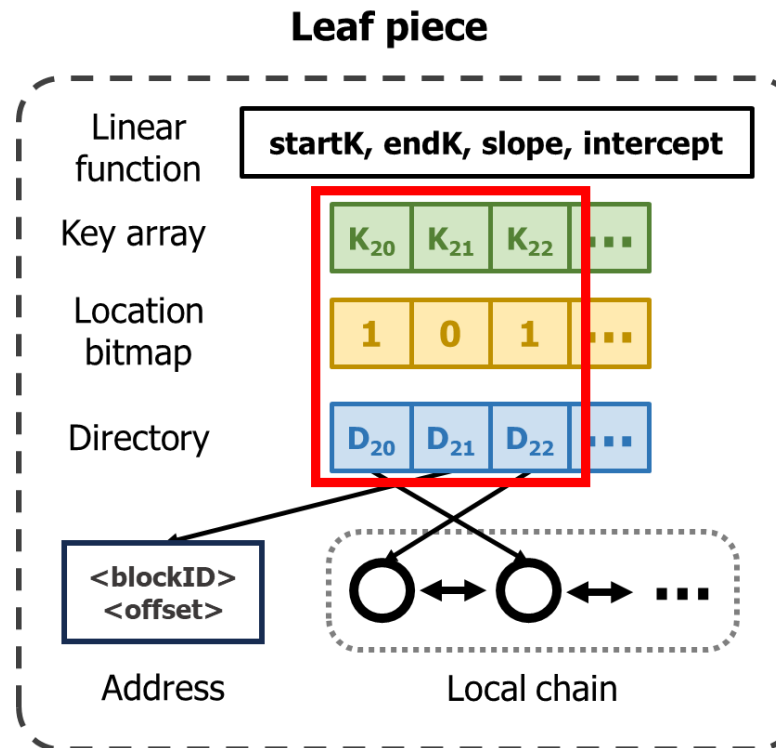 Leaf piece
Linear
function
startK, endK, slope, intercept
Key array
K₂₀ K₂₁ K₂₂ ...
Location
bitmap
1 0 1 ...
Directory
D₂₀ D₂₁ D₂₂ ...
<blockID>
<offset>
...
Address
Local chain